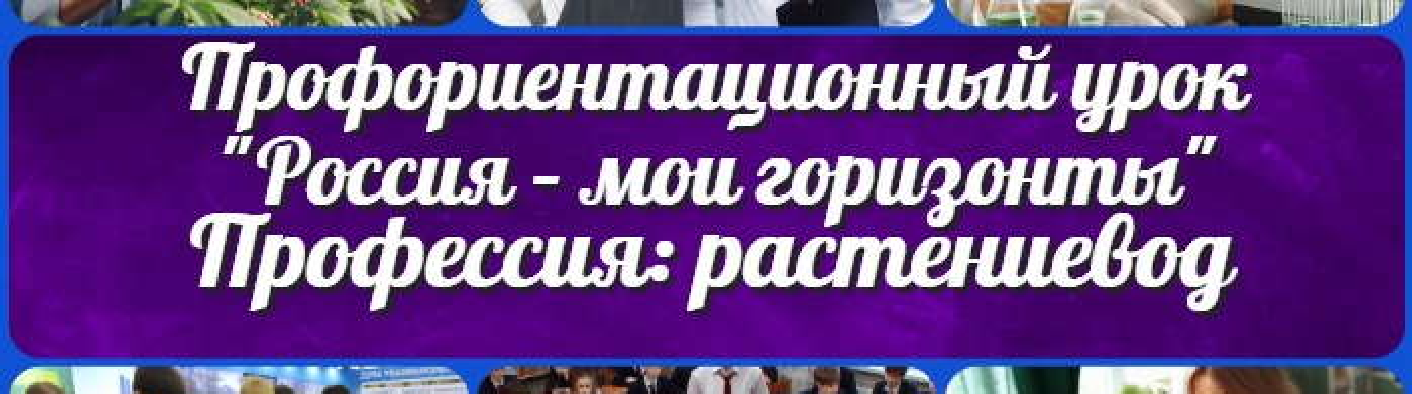 Профориентационный урок
"Россия – мои горизонты"
Профессия: растениевод